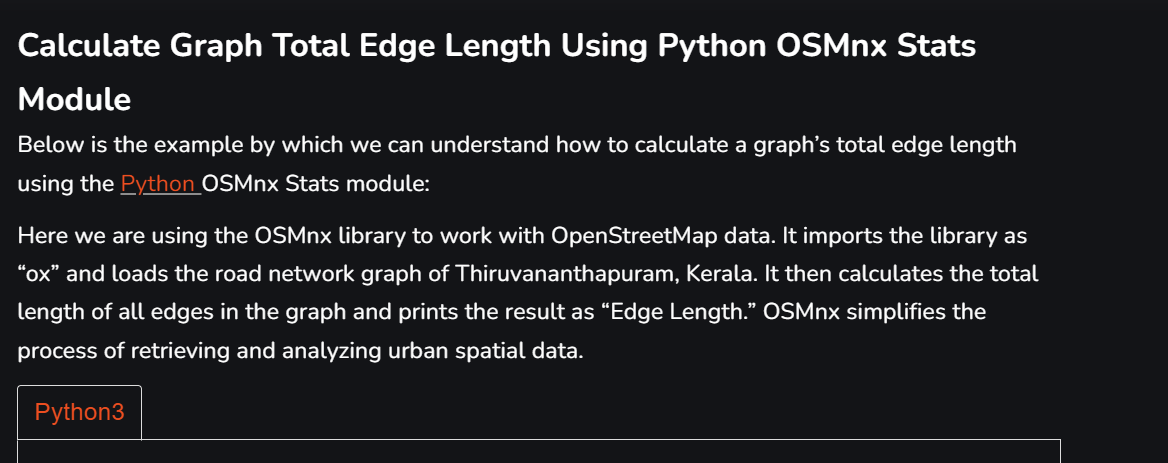 Calculate Graph Total Edge Length Using Python OSMnx Stats
Module
Below is the example by which we can understand how to calculate a graph’s total edge length
using the Python OSMnx Stats module:
Here we are using the OSMnx library to work with OpenStreetMap data. It imports the library as
“ox” and loads the road network graph of Thiruvananthapuram, Kerala. It then calculates the total
length of all edges in the graph and prints the result as “Edge Length.” OSMnx simplifies the
process of retrieving and analyzing urban spatial data.
Python3